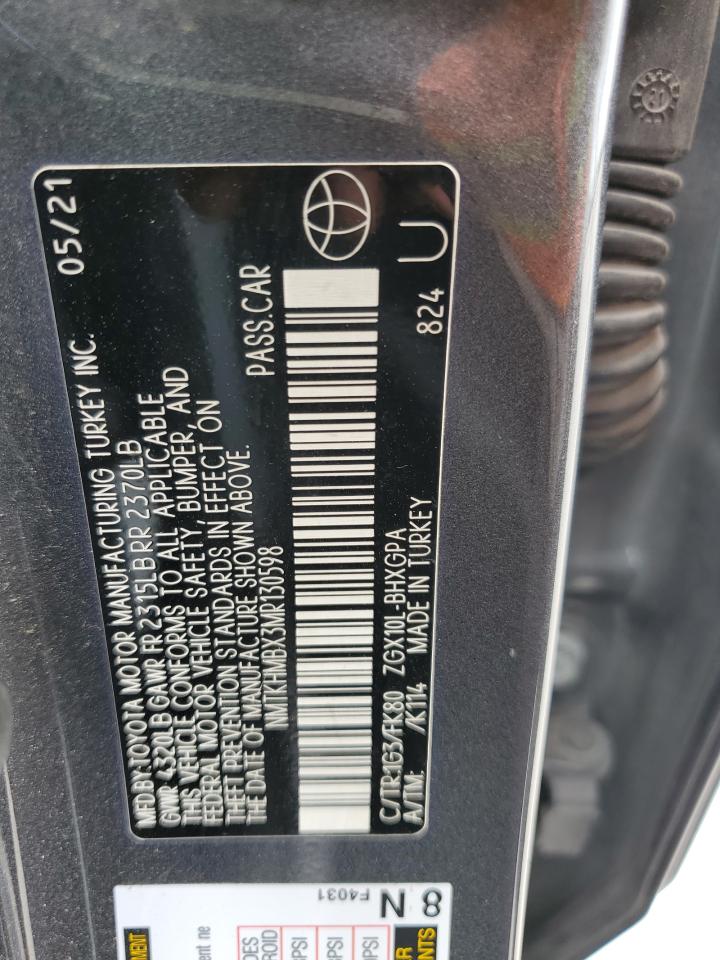 MFD BY: TOYOTA MOTOR MANUFACTURING TURKEY INC. 05/21
GVWR 4320LB GAWR FR 2315LB RR 2370LB
THIS VEHICLE CONFORMS TO ALL APPLICABLE
FEDERAL MOTOR VEHICLE SAFETY, BUMPER, AND
THEFT PREVENTION STANDARDS IN EFFECT ON
THE DATE OF MANUFACTURE SHOWN ABOVE.
NMTKHMBX3MR130598 PASS.CAR
C/TR:1G3/FK80 ZGX10L-BHXGPA 824 U
A/TM: /K114 MADE IN TURKEY
21
F4031
8 N